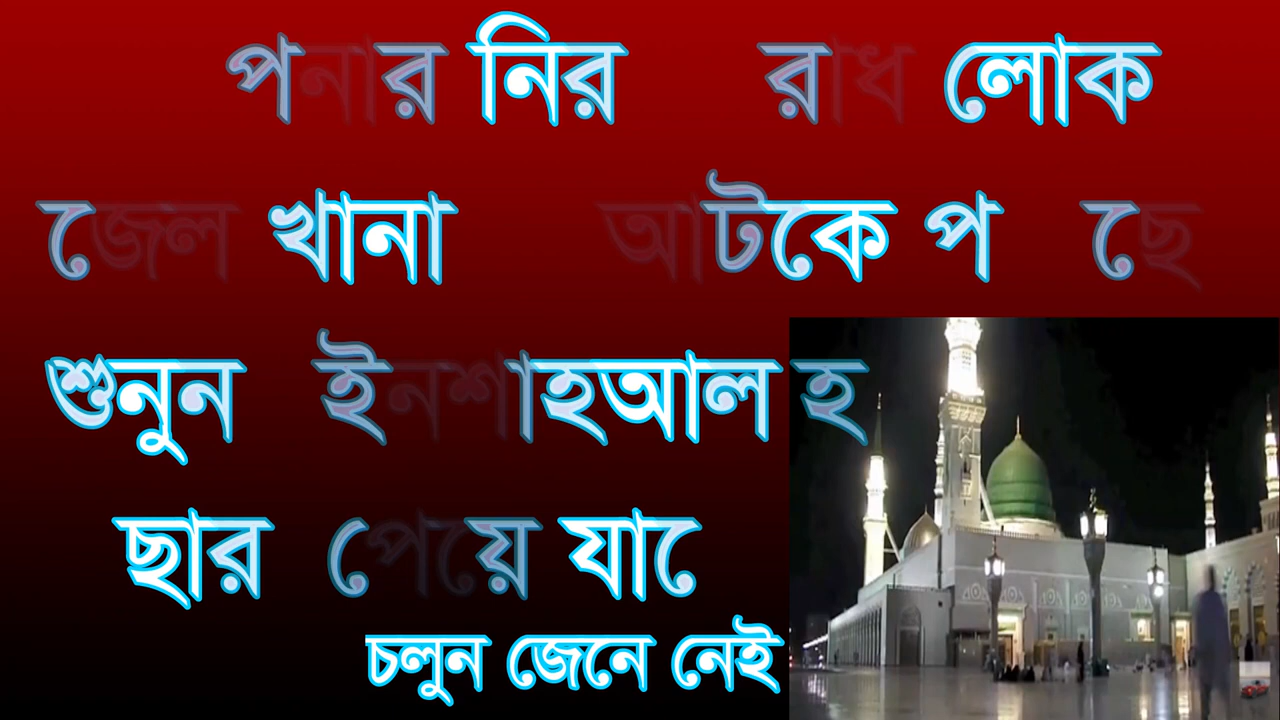 পনার নির রাধ লোক
জেল খানা আটকে প ছে
শুনুন ইনশাহআল হ
ছার পেয়ে যাে
চলুন জেনে নেই